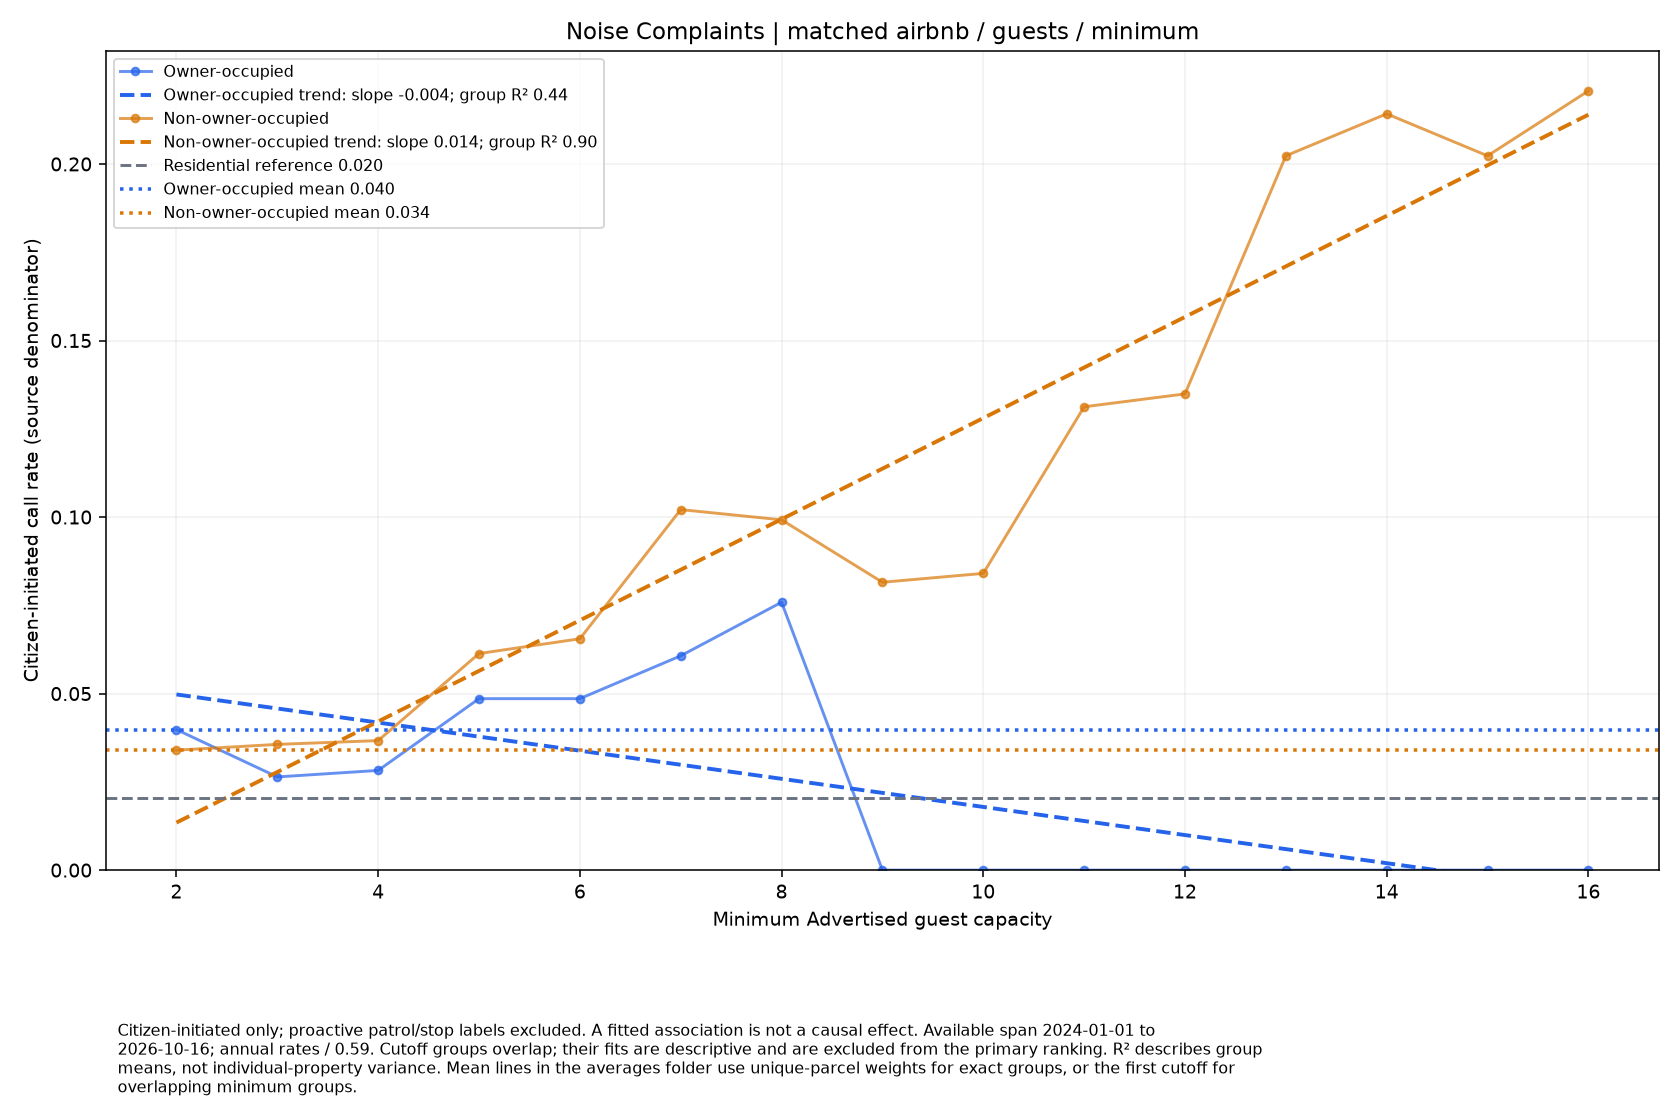 Noise Complaints | matched airbnb / guests / minimum
Owner-occupied
Owner-occupied trend: slope -0.004; group R² 0.44
Non-owner-occupied
Non-owner-occupied trend: slope 0.014; group R² 0.90
Residential reference 0.020
Owner-occupied mean 0.040
Non-owner-occupied mean 0.034
Citizen-initiated call rate (source denominator)
0.20
0.15
0.10
0.05
0.00
2 4 6 8 10 12 14 16
Minimum Advertised guest capacity
Citizen-initiated only; proactive patrol/stop labels excluded. A fitted association is not a causal effect. Available span 2024-01-01 to
2026-10-16; annual rates / 0.59. Cutoff groups overlap; their fits are descriptive and are excluded from the primary ranking. R² describes group
means, not individual-property variance. Mean lines in the averages folder use unique-parcel weights for exact groups, or the first cutoff for
overlapping minimum groups.